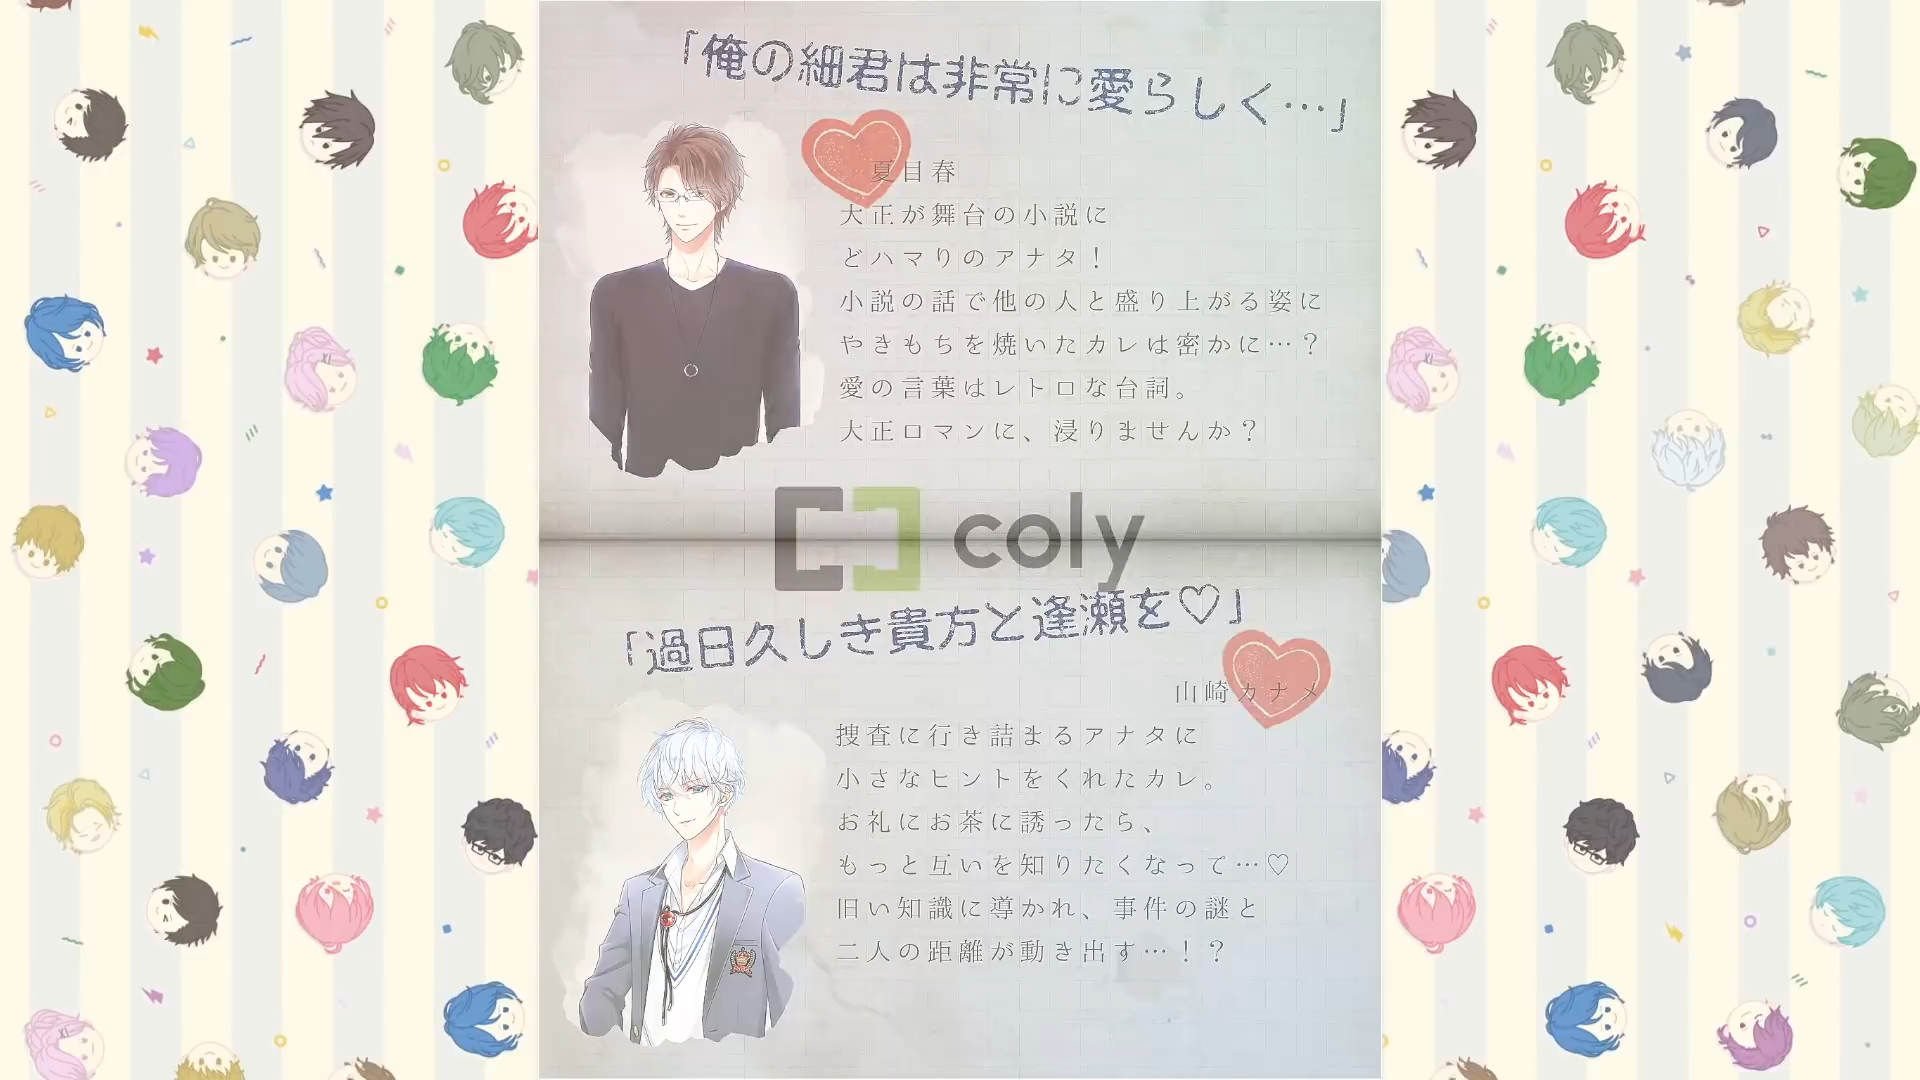 「俺の細君は非常に愛らしく…」
夏目春
大正が舞台の小説に
どハマりのアナタ！
小説の話で他の人と盛り上がる姿に
やきもちを焼いたカレは密かに…？
愛の言葉はレトロな台詞。
大正ロマンに、浸りませんか？
coly
「過日久しき貴方と逢瀬を♡」
山崎カナメ
捜査に行き詰まるアナタに
小さなヒントをくれたカレ。
お礼にお茶に誘ったら、
もっと互いを知りたくなって…♡
旧い知識に導かれ、事件の謎と
二人の距離が動き出す…！？